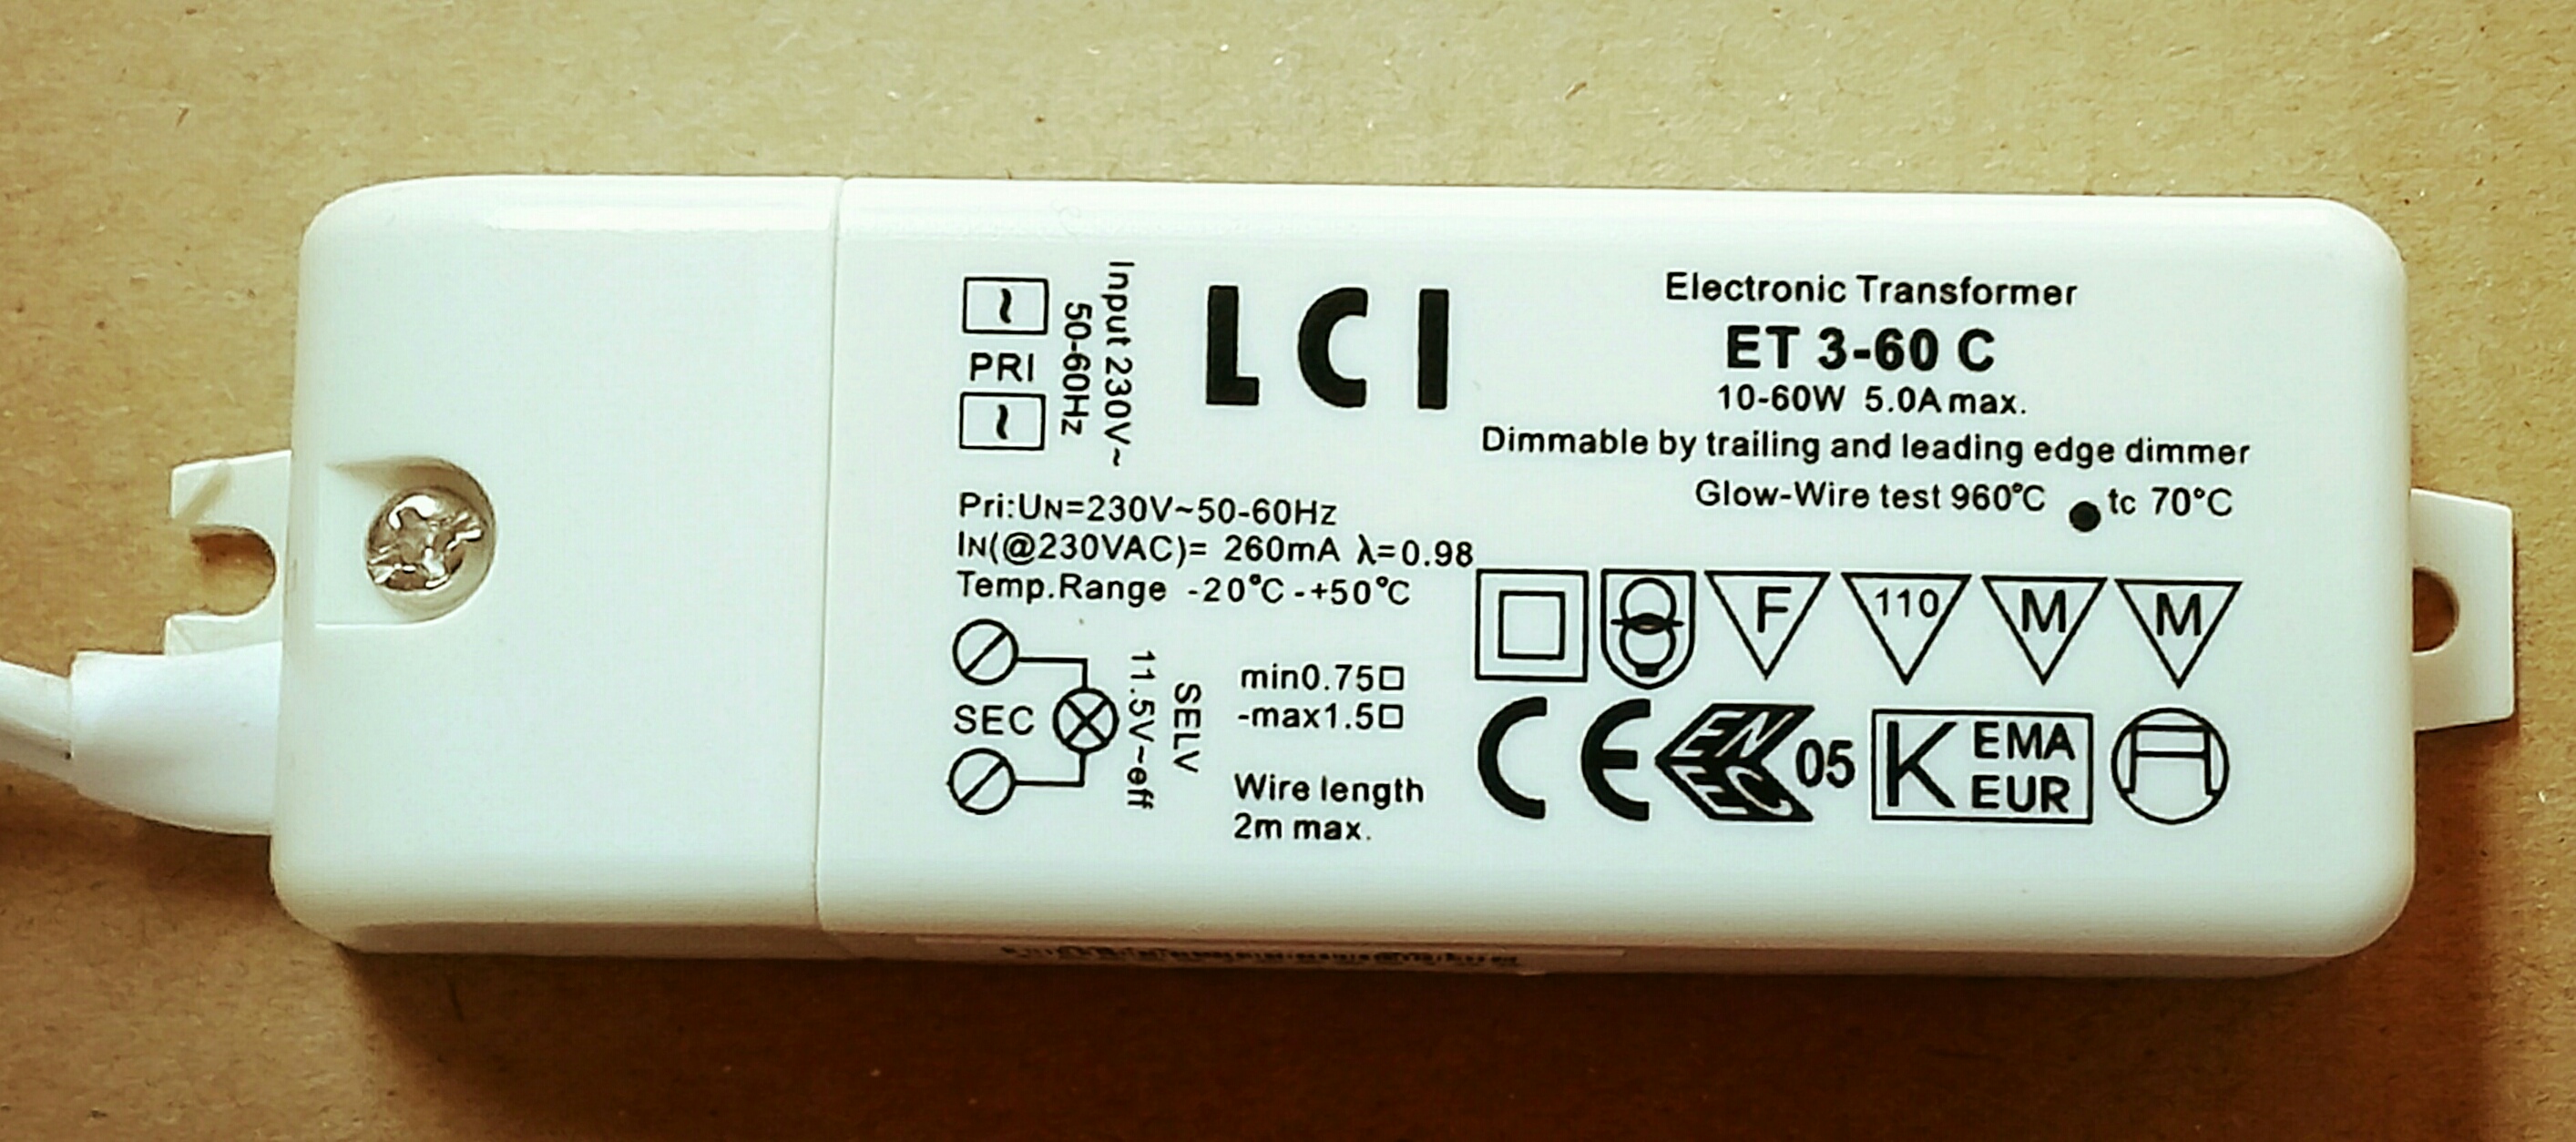 ~
PRI
~
Input 230V~
50-60Hz
LCI
Electronic Transformer
ET 3-60 C
10-60W 5.0A max.
Dimmable by trailing and leading edge dimmer
Glow-Wire test 960°C ● tc 70°C
Pri:UN=230V~50-60Hz
IN(@230VAC)= 260mA λ=0.98
Temp.Range -20°C-+50°C
SEC
11.5V~eff
SELV
min0.75□
-max1.5□
Wire length
2m max.
F
110
M
M
CE
ENEC
05
KEMA
EUR